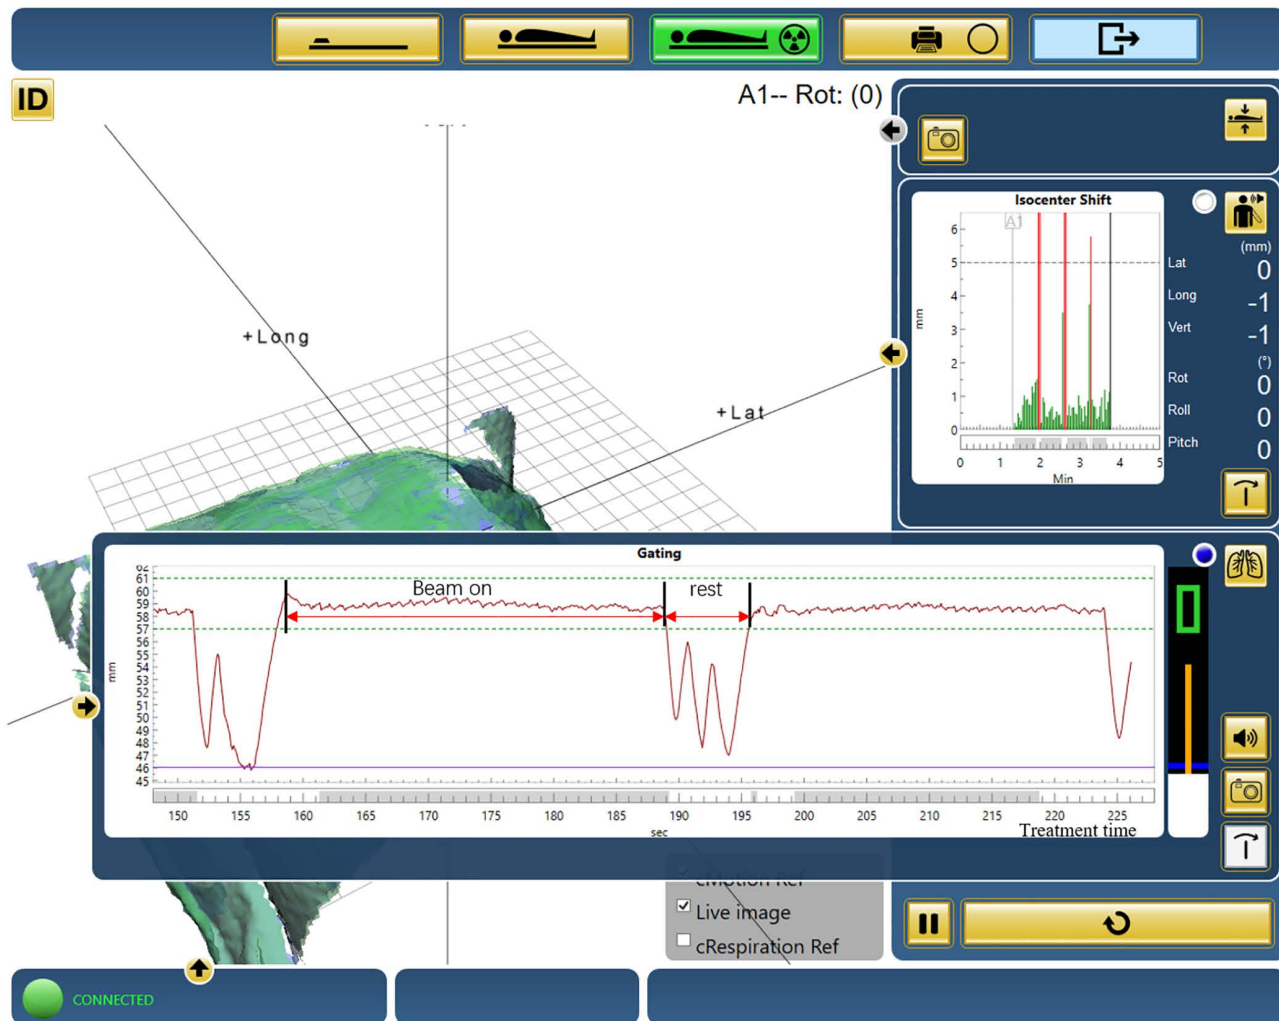 ID
A1-- Rot: (0)
+Long
+Lat
Isocenter Shift
A1
6
5
4
3
2
1
0
mm
0 1 2 3 4 5
Min
(mm)
Lat 0
Long -1
Vert -1
(°)
Rot 0
Roll 0
Pitch 0
Gating
62
61
60
59
58
57
56
55
54
53
52
51
50
49
48
47
46
45
mm
Beam on
rest
150 155 160 165 170 175 180 185 190 195 200 205 210 215 220 225
sec
Treatment time
cMotion Ref
Live image
cRespiration Ref
CONNECTED